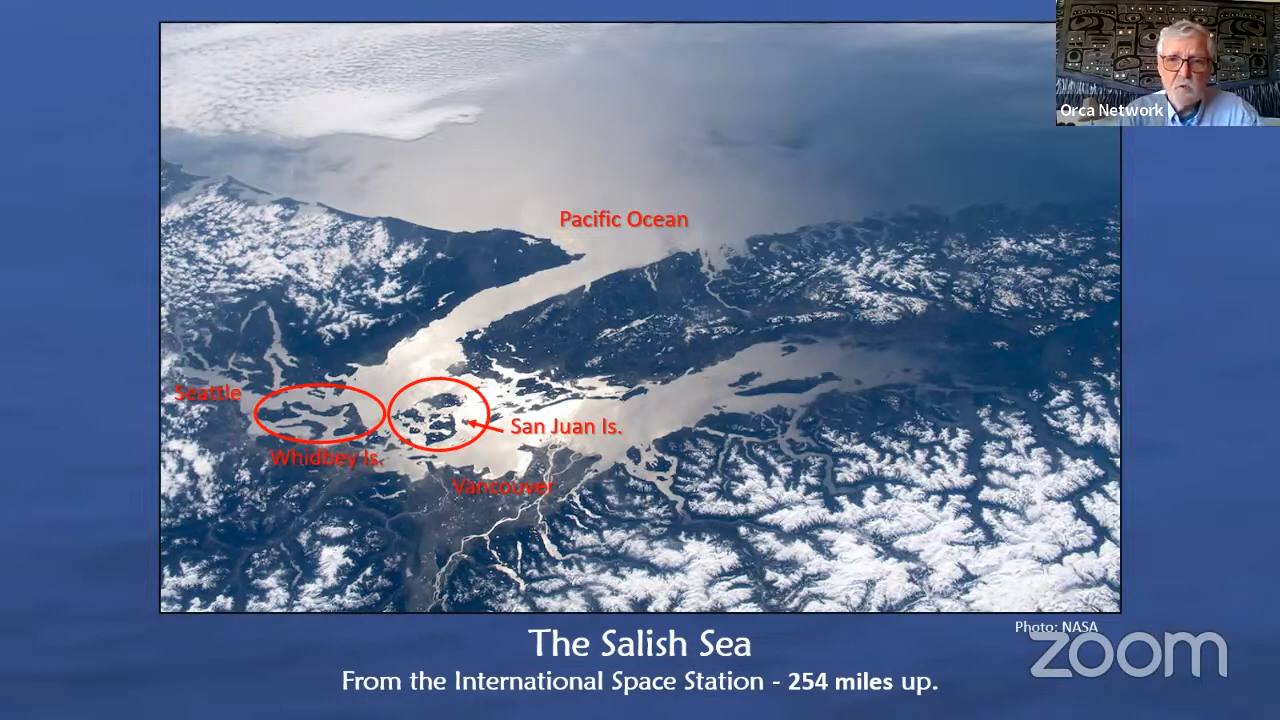 Orca Network
Pacific Ocean
Seattle
San Juan Is.
Whidbey Is.
Vancouver
Photo: NASA
The Salish Sea
zoom
From the International Space Station - 254 miles up.